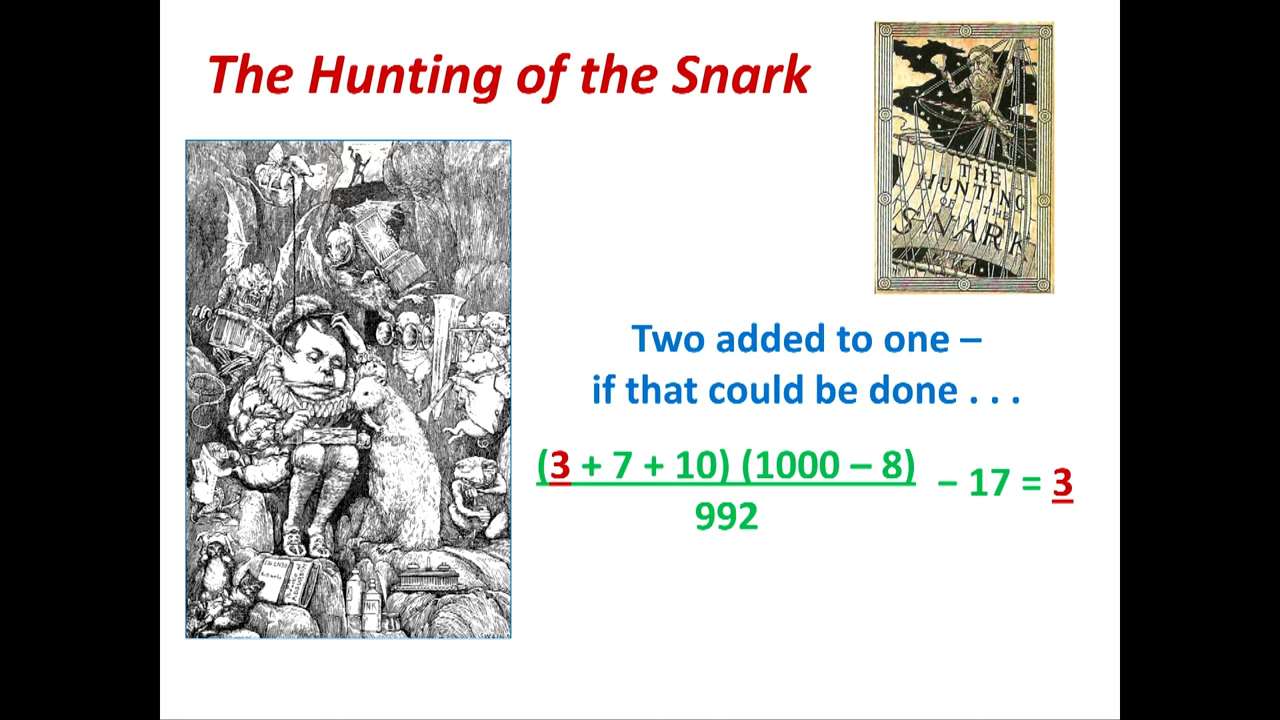 The Hunting of the Snark
THE
HUNTING
OF THE
SNARK
Two added to one –
if that could be done . . .
(3 + 7 + 10) (1000 – 8)
992
– 17 = 3